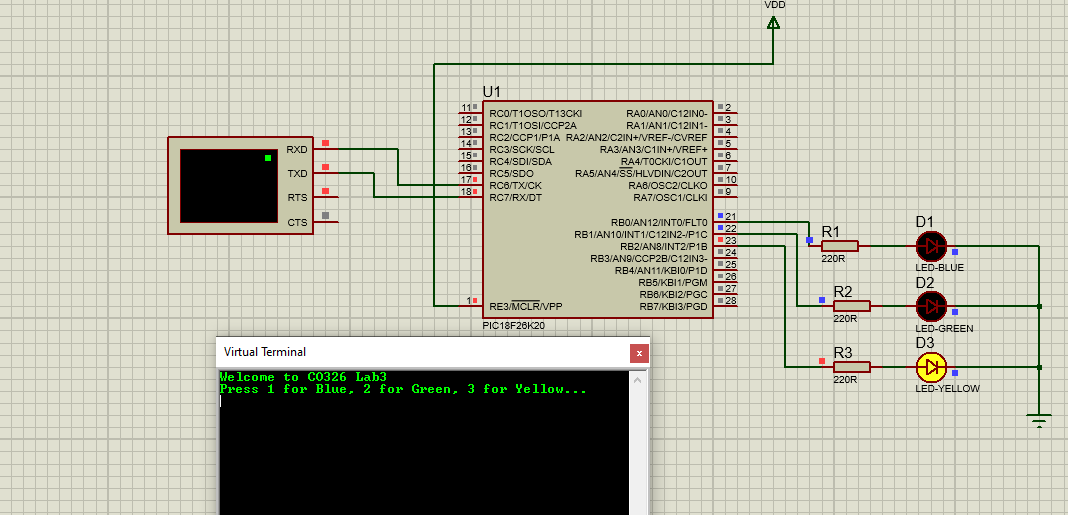 VDD
U1
11 RC0/T1OSO/T13CKI
12 RC1/T1OSI/CCP2A
13 RC2/CCP1/P1A
14 RC3/SCK/SCL
15 RC4/SDI/SDA
16 RC5/SDO
17 RC6/TX/CK
18 RC7/RX/DT
1 RE3/MCLR/VPP
RA0/AN0/C12IN0- 2
RA1/AN1/C12IN1- 3
RA2/AN2/C2IN+/VREF-/CVREF 4
RA3/AN3/C1IN+/VREF+ 5
RA4/T0CKI/C1OUT 6
RA5/AN4/SS/HLVDIN/C2OUT 7
RA6/OSC2/CLKO 10
RA7/OSC1/CLKI 9
RB0/AN12/INT0/FLT0 21
RB1/AN10/INT1/C12IN2-/P1C 22
RB2/AN8/INT2/P1B 23
RB3/AN9/CCP2B/C12IN3- 24
RB4/AN11/KBI0/P1D 25
RB5/KBI1/PGM 26
RB6/KBI2/PGC 27
RB7/KBI3/PGD 28
PIC18F26K20
RXD
TXD
RTS
CTS
R1
220R
D1
LED-BLUE
R2
220R
D2
LED-GREEN
R3
220R
D3
LED-YELLOW
Virtual Terminal
x
Welcome to CO326 Lab3
Press 1 for Blue, 2 for Green, 3 for Yellow...